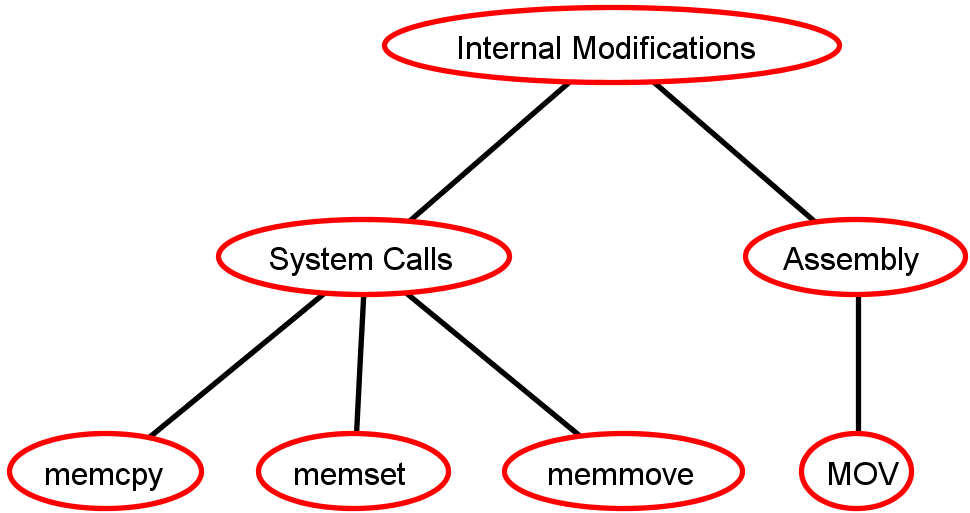 Internal Modifications
System Calls
Assembly
memcpy
memset
memmove
MOV